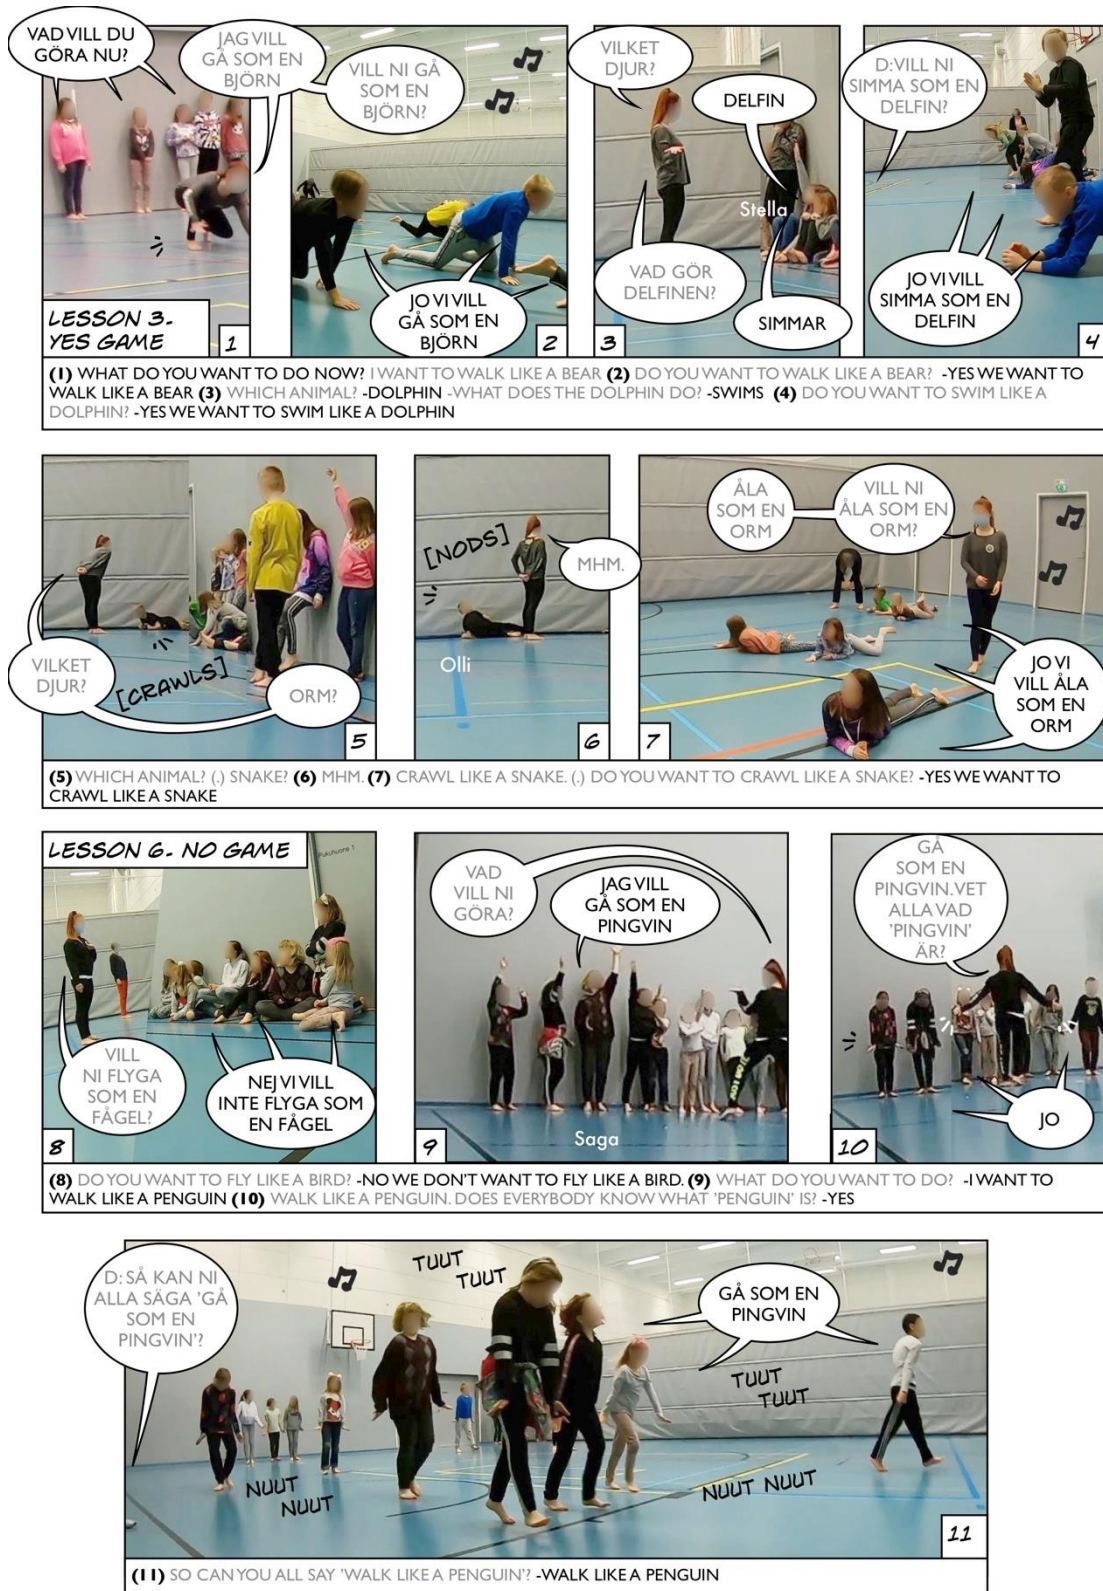 VAD VILL DU
GÖRA NU?
JAG VILL
GÅ SOM EN
BJÖRN
VILL NI GÅ
SOM EN
BJÖRN?
JO VI VILL
GÅ SOM EN
BJÖRN
LESSON 3-
YES GAME
1
2
VILKET
DJUR?
DELFIN
Stella
VAD GÖR
DELFINEN?
SIMMAR
3
D: VILL NI
SIMMA SOM EN
DELFIN?
JO VI VILL
SIMMA SOM EN
DELFIN
4
(1) WHAT DO YOU WANT TO DO NOW? I WANT TO WALK LIKE A BEAR (2) DO YOU WANT TO WALK LIKE A BEAR? -YES WE WANT TO
WALK LIKE A BEAR (3) WHICH ANIMAL? -DOLPHIN -WHAT DOES THE DOLPHIN DO? -SWIMS (4) DO YOU WANT TO SWIM LIKE A
DOLPHIN? -YES WE WANT TO SWIM LIKE A DOLPHIN
VILKET
DJUR?
[CRAWLS]
ORM?
5
[NODS]
MHM.
Olli
6
ÅLA
SOM EN
ORM
VILL NI
ÅLA SOM EN
ORM?
JO VI
VILL ÅLA
SOM EN
ORM
7
(5) WHICH ANIMAL? (.) SNAKE? (6) MHM. (7) CRAWL LIKE A SNAKE. (.) DO YOU WANT TO CRAWL LIKE A SNAKE? -YES WE WANT TO
CRAWL LIKE A SNAKE
LESSON 6- NO GAME
Pukuhuone 1
VILL
NI FLYGA
SOM EN
FÅGEL?
NEJ VI VILL
INTE FLYGA SOM
EN FÅGEL
8
VAD
VILL NI
GÖRA?
JAG VILL
GÅ SOM EN
PINGVIN
Saga
9
GÅ
SOM EN
PINGVIN. VET
ALLA VAD
'PINGVIN'
ÄR?
JO
10
(8) DO YOU WANT TO FLY LIKE A BIRD? -NO WE DON'T WANT TO FLY LIKE A BIRD. (9) WHAT DO YOU WANT TO DO? -I WANT TO
WALK LIKE A PENGUIN (10) WALK LIKE A PENGUIN. DOES EVERYBODY KNOW WHAT 'PENGUIN' IS? -YES
D: SÅ KAN NI
ALLA SÄGA 'GÅ
SOM EN
PINGVIN'?
TUUT
TUUT
GÅ SOM EN
PINGVIN
TUUT
TUUT
NUUT
NUUT
NUUT NUUT
11
(11) SO CAN YOU ALL SAY 'WALK LIKE A PENGUIN'? -WALK LIKE A PENGUIN